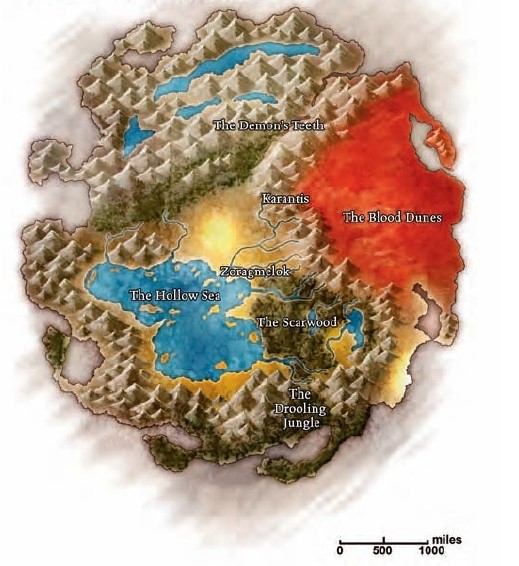 The Demon's Teeth
Karantis
The Blood Dunes
Zoragmelok
The Hollow Sea
The Scarwood
The
Drooling
Jungle
miles
0 500 1000